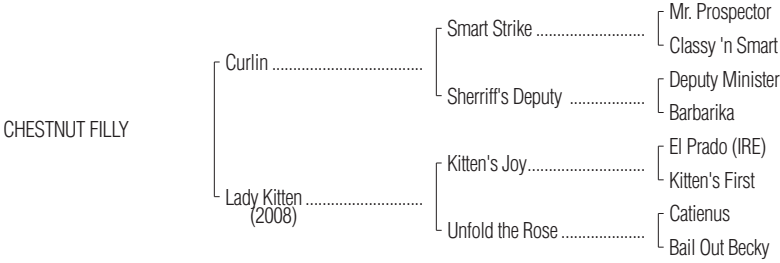 Mr. Prospector
Smart Strike ..........................
Classy 'n Smart
Curlin ....................................
Deputy Minister
Sherriff's Deputy ..................
Barbarika
CHESTNUT FILLY
El Prado (IRE)
Kitten's Joy............................
Kitten's First
Lady Kitten ............................
(2008)
Catienus
Unfold the Rose ....................
Bail Out Becky